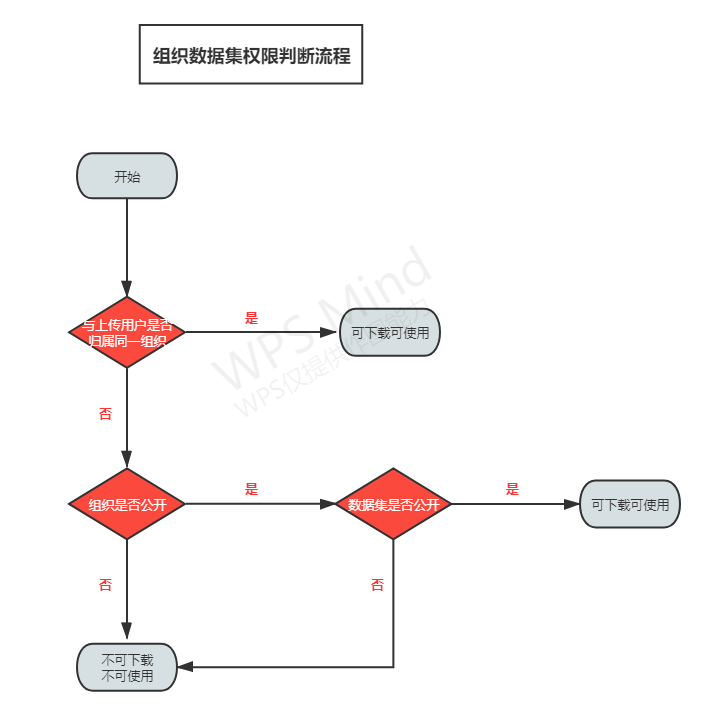 组织数据集权限判断流程
开始
与上传用户是否
归属同一组织
是
可下载可使用
否
组织是否公开
是
数据集是否公开
是
可下载可使用
否
否
不可下载
不可使用
WPS Mind